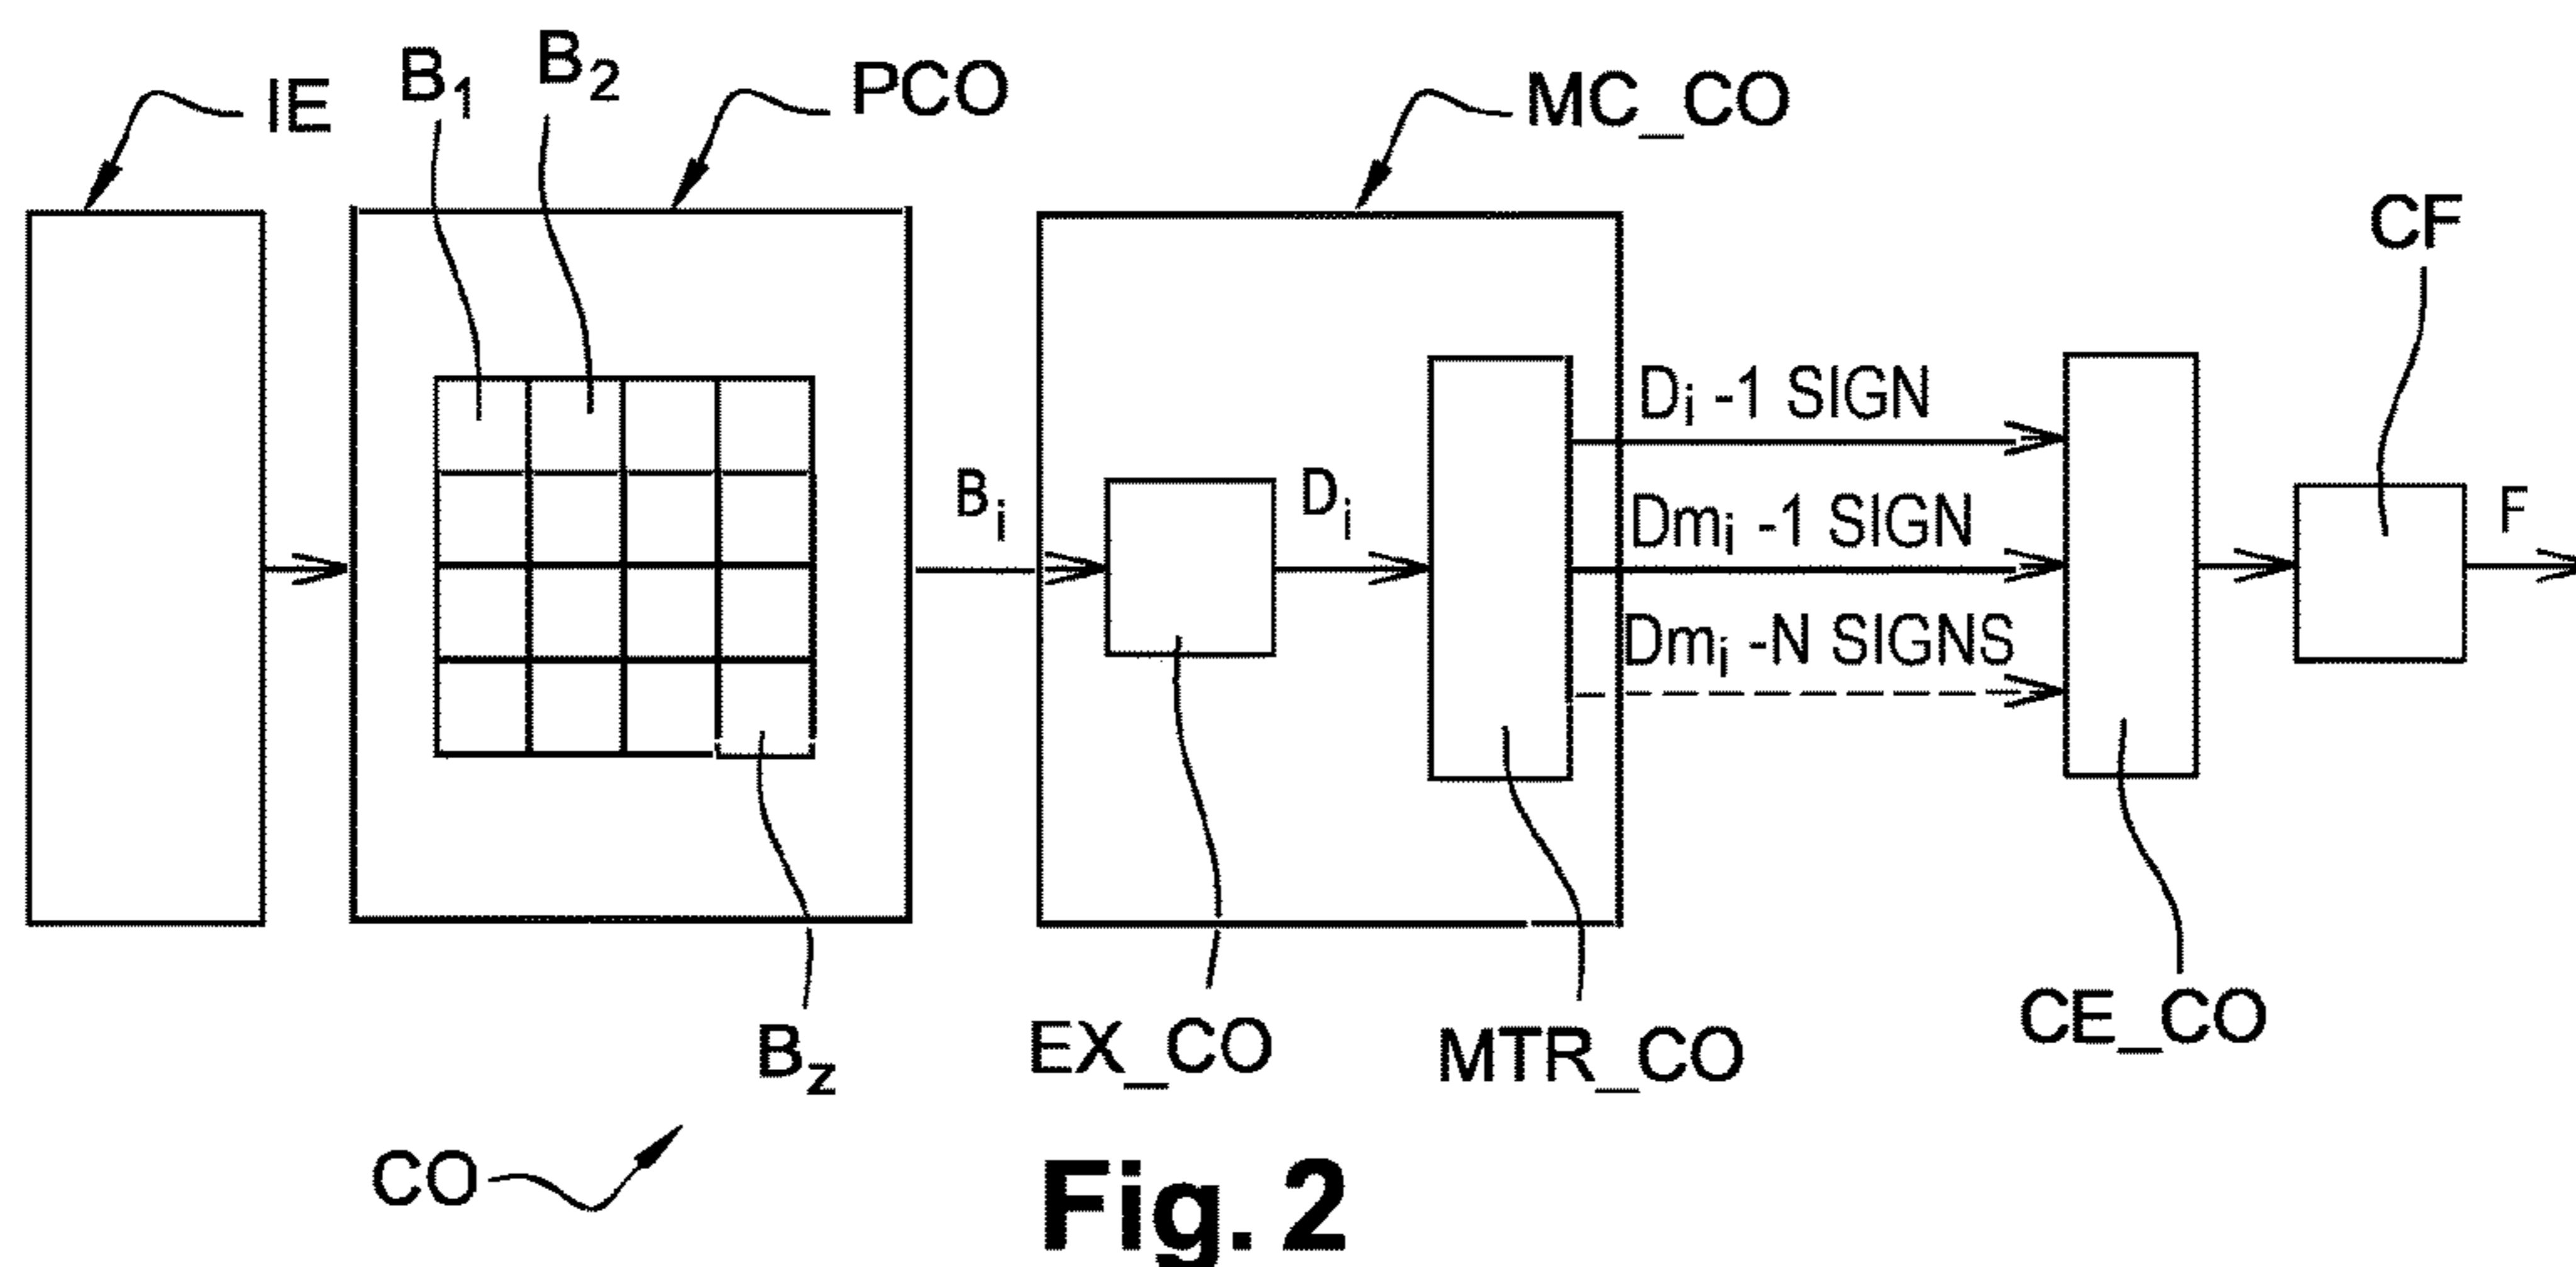 IE
B1
B2
PCO
MC_CO
CF
Di -1 SIGN
Bi
Di
Dmi -1 SIGN
F
Dmi -N SIGNS
Bz
EX_CO
MTR_CO
CE_CO
CO
Fig. 2